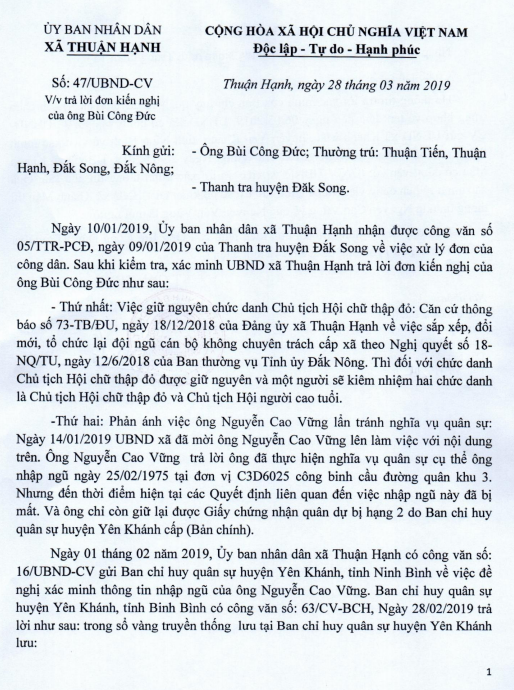 ỦY BAN NHÂN DÂN
XÃ THUẬN HẠNH
CỘNG HÒA XÃ HỘI CHỦ NGHĨA VIỆT NAM
Độc lập - Tự do - Hạnh phúc
Số: 47/UBND-CV
V/v trả lời đơn kiến nghị
của ông Bùi Công Đức
Thuận Hạnh, ngày 28 tháng 03 năm 2019
Kính gửi: - Ông Bùi Công Đức; Thường trú: Thuận Tiến, Thuận
Hạnh, Đắk Song, Đắk Nông;
- Thanh tra huyện Đăk Song.
Ngày 10/01/2019, Ủy ban nhân dân xã Thuận Hạnh nhận được công văn số
05/TTR-PCĐ, ngày 09/01/2019 của Thanh tra huyện Đắk Song về việc xử lý đơn của
công dân. Sau khi kiểm tra, xác minh UBND xã Thuận Hạnh trả lời đơn kiến nghị của
ông Bùi Công Đức như sau:
- Thứ nhất: Việc giữ nguyên chức danh Chủ tịch Hội chữ thập đỏ: Căn cứ thông
báo số 73-TB/ĐU, ngày 18/12/2018 của Đảng ủy xã Thuận Hạnh về việc sắp xếp, đổi
mới, tổ chức lại đội ngũ cán bộ không chuyên trách cấp xã theo Nghị quyết số 18-
NQ/TU, ngày 12/6/2018 của Ban thường vụ Tỉnh ủy Đắk Nông. Thì đối với chức danh
Chủ tịch Hội chữ thập đỏ được giữ nguyên và một người sẽ kiêm nhiệm hai chức danh
là Chủ tịch Hội chữ thập đỏ và Chủ tịch Hội người cao tuổi.
-Thứ hai: Phản ánh việc ông Nguyễn Cao Vững lẩn tránh nghĩa vụ quân sự:
Ngày 14/01/2019 UBND xã đã mời ông Nguyễn Cao Vững lên làm việc với nội dung
trên. Ông Nguyễn Cao Vững trả lời ông đã thực hiện nghĩa vụ quân sự cụ thể ông
nhập ngũ ngày 25/02/1975 tại đơn vị C3D6025 công binh cầu đường quân khu 3.
Nhưng đến thời điểm hiện tại các Quyết định liên quan đến việc nhập ngũ này đã bị
mất. Và ông chỉ còn giữ lại được Giấy chứng nhận quân dự bị hạng 2 do Ban chỉ huy
quân sự huyện Yên Khánh cấp (Bản chính).
Ngày 01 tháng 02 năm 2019, Ủy ban nhân dân xã Thuận Hạnh có công văn số:
16/UBND-CV gửi Ban chỉ huy quân sự huyện Yên Khánh, tỉnh Ninh Bình về việc đề
nghị xác minh thông tin nhập ngũ của ông Nguyễn Cao Vững. Ban chỉ huy quân sự
huyện Yên Khánh, tỉnh Binh Bình có công văn số: 63/CV-BCH, Ngày 28/02/2019 trả
lời như sau: trong sổ vàng truyền thống lưu tại Ban chỉ huy quân sự huyện Yên Khánh
lưu:
1